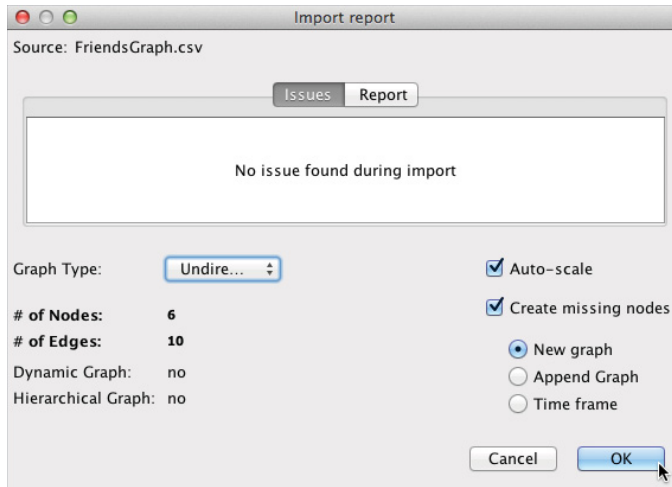 Import report
Source: FriendsGraph.csv
Issues Report
No issue found during import
Graph Type: Undire...
Auto-scale
# of Nodes: 6
Create missing nodes
# of Edges: 10
New graph
Dynamic Graph: no
Append Graph
Hierarchical Graph: no
Time frame
Cancel OK